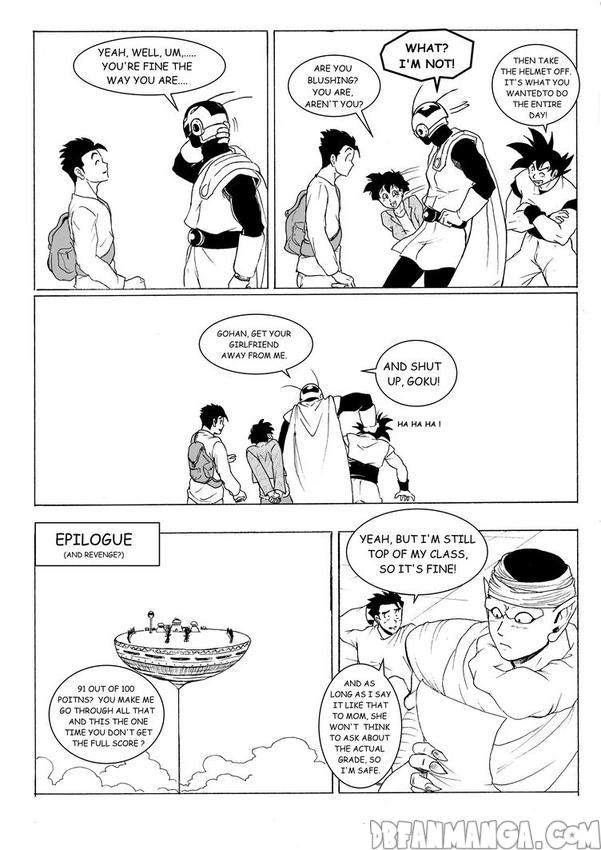 YEAH, WELL, UM,.....
YOU'RE FINE THE
WAY YOU ARE....
ARE YOU
BLUSHING?
YOU ARE,
AREN'T YOU?
WHAT?
I'M NOT!
THEN TAKE
THE HELMET OFF.
IT'S WHAT YOU
WANTEDTO DO
THE ENTIRE
DAY!
GOHAN, GET YOUR
GIRLFRIEND
AWAY FROM ME.
AND SHUT
UP, GOKU!
HA HA HA !
EPILOGUE
(AND REVENGE?)
91 OUT OF 100
POITNS? YOU MAKE ME
GO THROUGH ALL THAT
AND THIS THE ONE
TIME YOU DON'T GET
THE FULL SCORE ?
YEAH, BUT I'M STILL
TOP OF MY CLASS,
SO IT'S FINE!
AND AS
LONG AS I SAY
IT LIKE THAT
TO MOM, SHE
WON'T THINK
TO ASK ABOUT
THE ACTUAL
GRADE, SO
I'M SAFE.
DBFANMANGA.COM